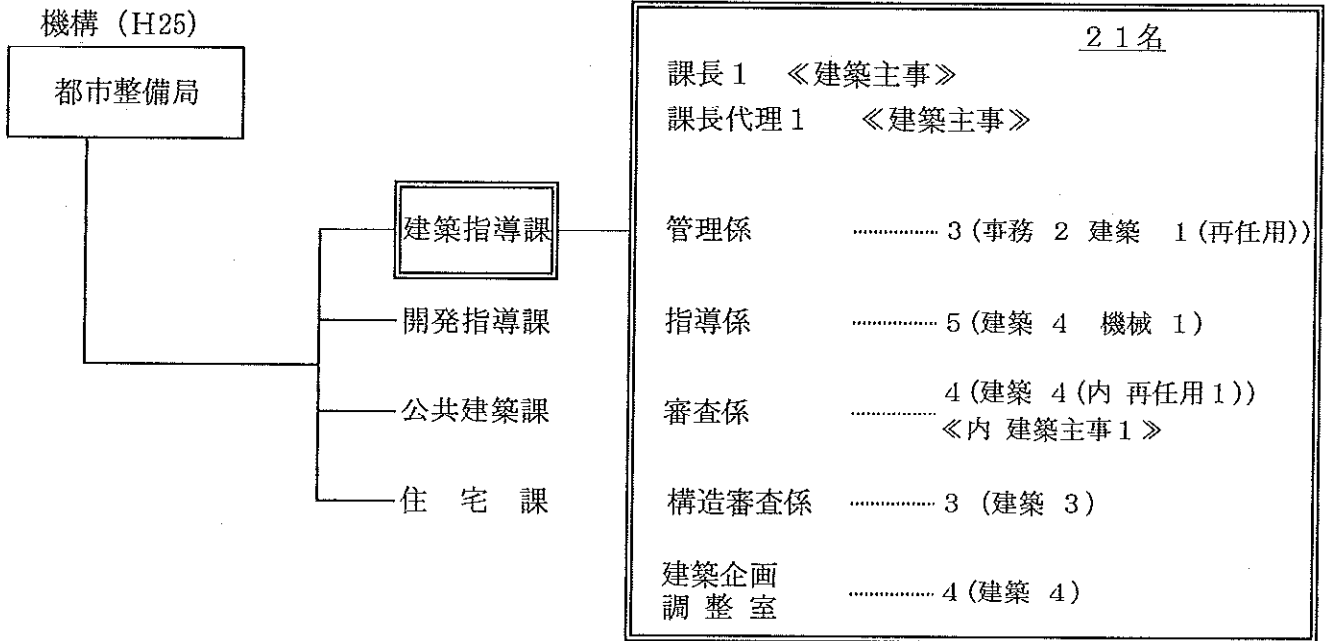 機構（H25）
都市整備局
建築指導課
開発指導課
公共建築課
住 宅 課
２１名
課長１ ≪建築主事≫
課長代理１ ≪建築主事≫
管理係 ……………３（事務 ２ 建築 １（再任用））
指導係 ……………５（建築 ４ 機械 １）
審査係 ……………４（建築 ４（内 再任用１））
≪内 建築主事１≫
構造審査係 ……………３（建築 ３）
建築企画
調 整 室 ……………４（建築 ４）